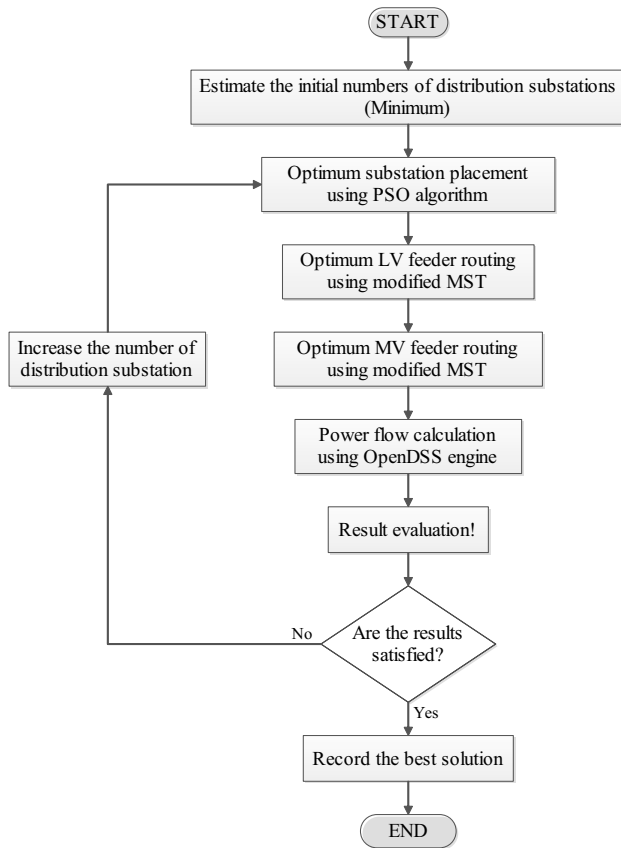 START
Estimate the initial numbers of distribution substations
(Minimum)
Optimum substation placement
using PSO algorithm
Optimum LV feeder routing
using modified MST
Increase the number of
distribution substation
Optimum MV feeder routing
using modified MST
Power flow calculation
using OpenDSS engine
Result evaluation!
No
Are the results
satisfied?
Yes
Record the best solution
END